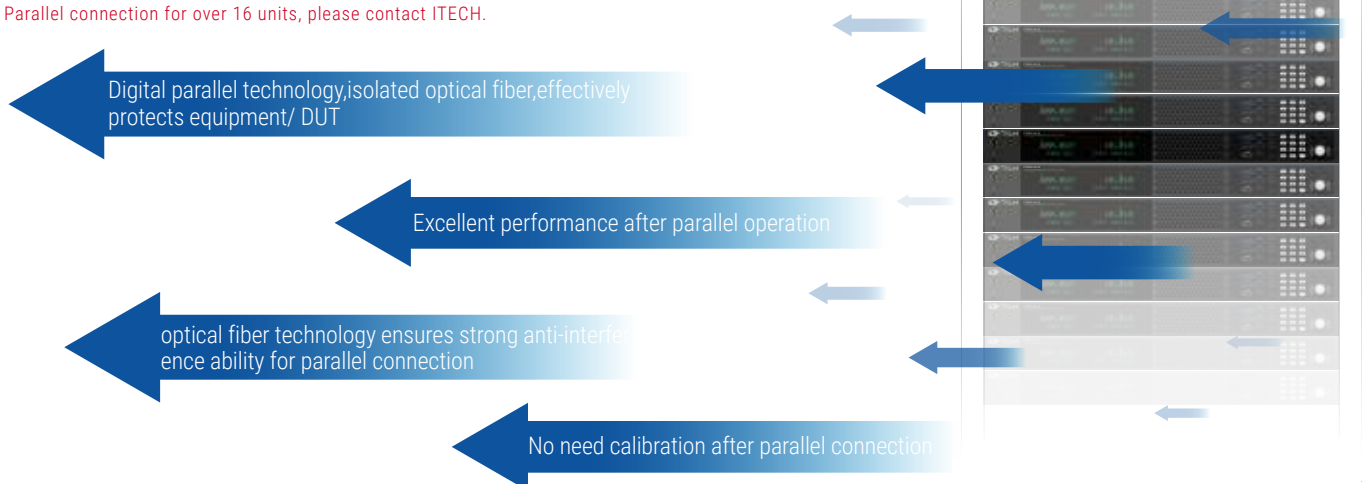 Parallel connection for over 16 units, please contact ITECH.
Digital parallel technology,isolated optical fiber,effectively
protects equipment/ DUT
Excellent performance after parallel operation
optical fiber technology ensures strong anti-interfer
ence ability for parallel connection
No need calibration after parallel connection